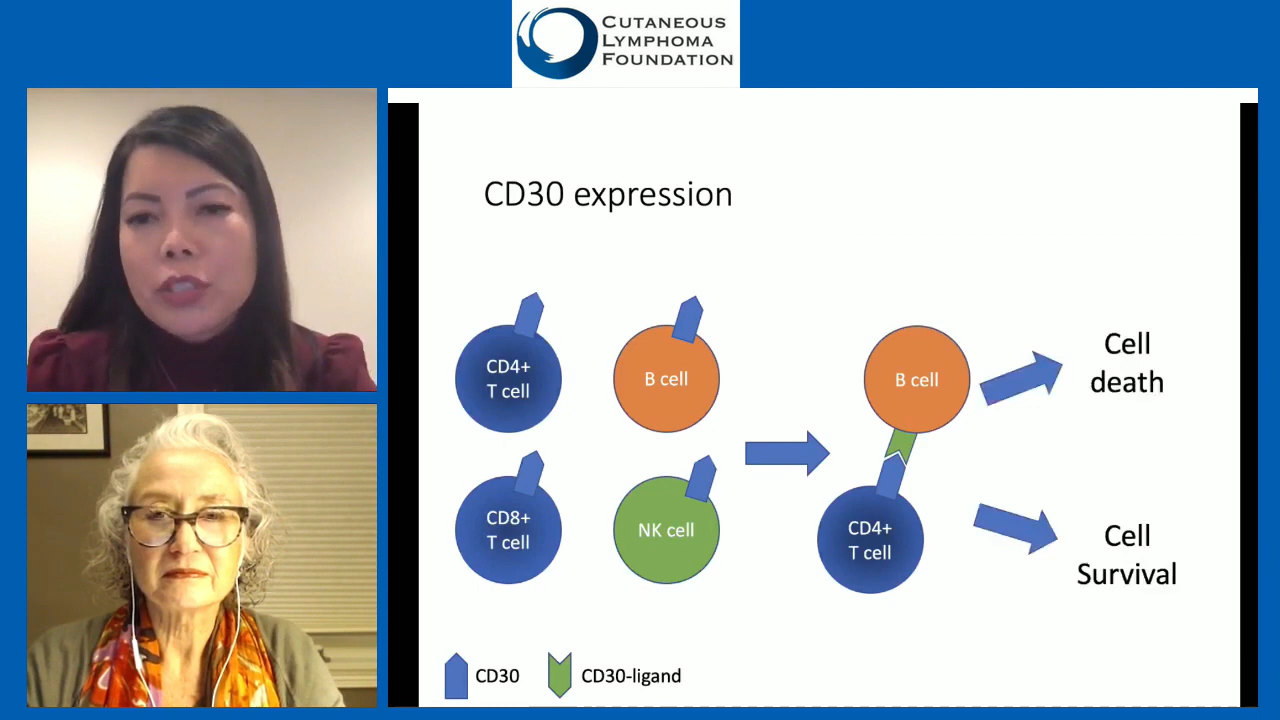 CUTANEOUS
LYMPHOMA
FOUNDATION
CD30 expression
CD4+
T cell
B cell
CD8+
T cell
NK cell
B cell
CD4+
T cell
Cell
death
Cell
Survival
CD30
CD30-ligand